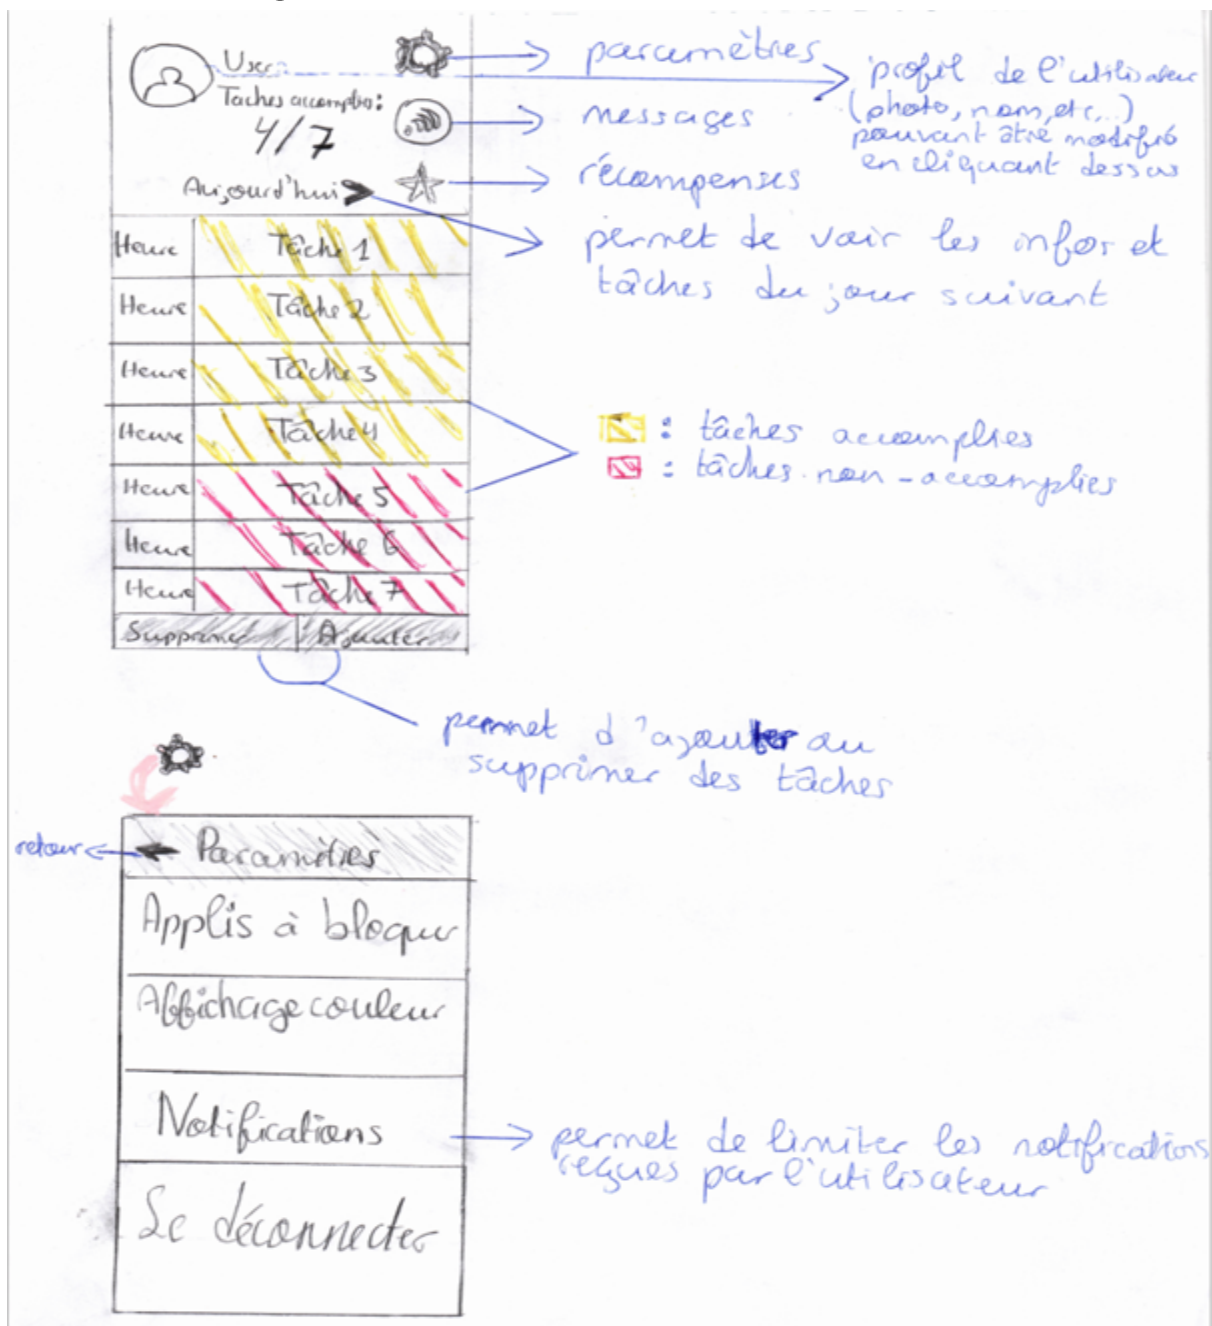 User
Taches accomplies:
4/7
Aujourd'hui
paramètres
messages
récompenses
profil de l'utilisateur
(photo, nom, etc...)
pouvant être modifié
en cliquant dessus
permet de voir les infos et
tâches du jour suivant
Heure Tâche 1
Heure Tâche 2
Heure Tâche 3
Heure Tâche 4
Heure Tâche 5
Heure Tâche 6
Heure Tâche 7
Supprimer Ajouter
: tâches accomplies
: tâches non-accomplies
permet d'ajouter ou
supprimer des tâches
retour
Paramètres
Applis à bloquer
Affichage couleur
Notifications
Se déconnecter
permet de limiter les notifications
reçues par l'utilisateur